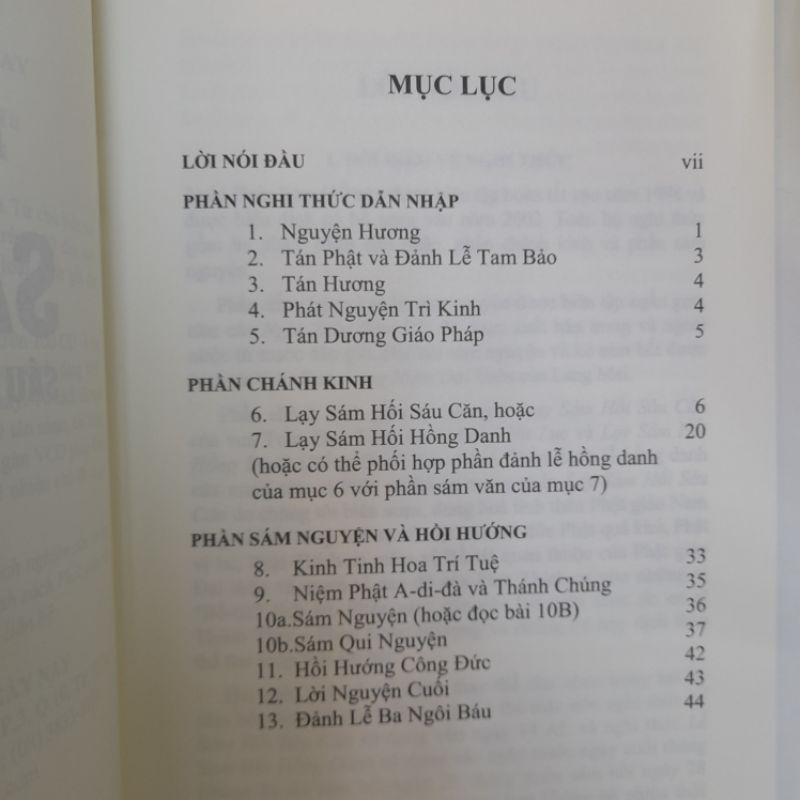 MỤC LỤC
LỜI NÓI ĐẦU vii
PHẦN NGHI THỨC DẪN NHẬP
1. Nguyện Hương 1
2. Tán Phật và Đảnh Lễ Tam Bảo 3
3. Tán Hương 4
4. Phát Nguyện Trì Kinh 4
5. Tán Dương Giáo Pháp 5
PHẦN CHÁNH KINH
6. Lạy Sám Hối Sáu Căn, hoặc 6
7. Lạy Sám Hối Hồng Danh 20
(hoặc có thể phối hợp phần đảnh lễ hồng danh
của mục 6 với phần sám văn của mục 7)
PHẦN SÁM NGUYỆN VÀ HỒI HƯỚNG
8. Kinh Tinh Hoa Trí Tuệ 33
9. Niệm Phật A-di-đà và Thánh Chúng 35
10a.Sám Nguyện (hoặc đọc bài 10B) 36
10b.Sám Qui Nguyện 37
11. Hồi Hướng Công Đức 42
12. Lời Nguyện Cuối 43
13. Đảnh Lễ Ba Ngôi Báu 44